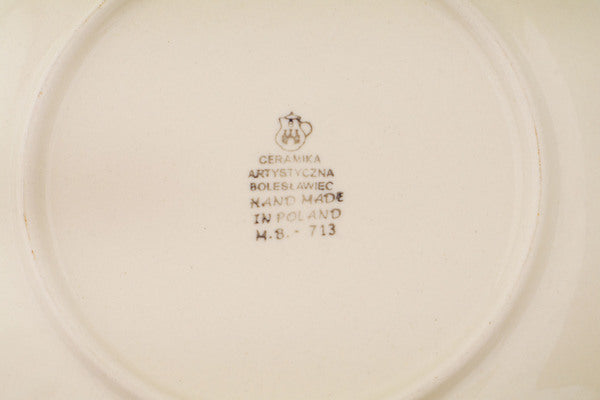 CERAMIKA
ARTYSTYCZNA
BOLESŁAWIEC
HAND MADE
IN POLAND
M.B.- 713